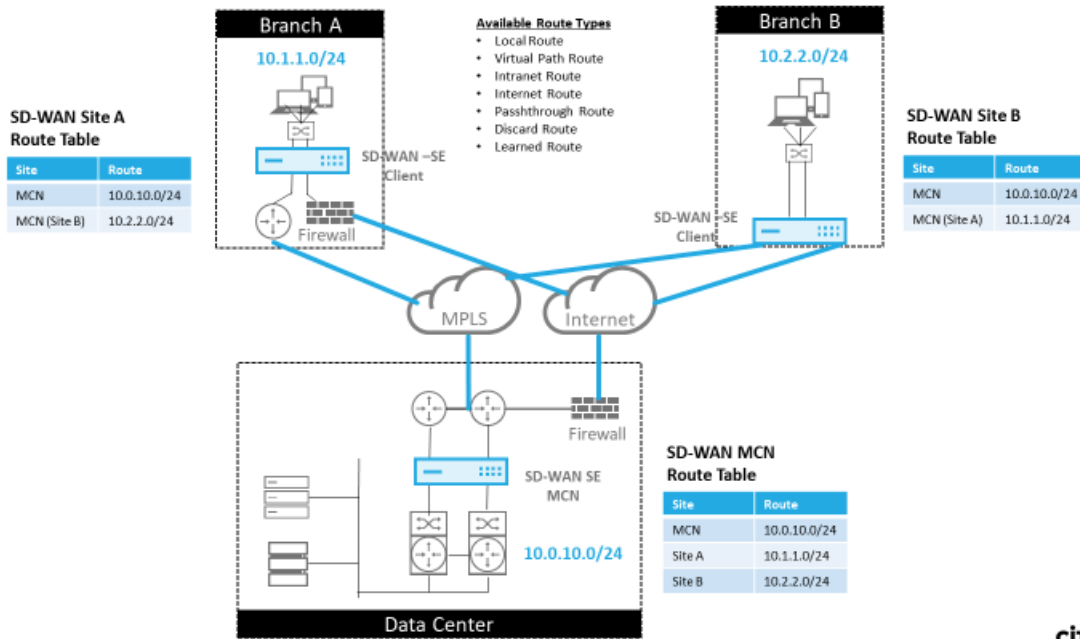 Branch A
10.1.1.0/24
Available Route Types
• Local Route
• Virtual Path Route
• Intranet Route
• Internet Route
• Passhthrough Route
• Discard Route
• Learned Route
Branch B
10.2.2.0/24
SD-WAN Site A
Route Table
Site Route
MCN 10.0.10.0/24
MCN (Site B) 10.2.2.0/24
SD-WAN –SE
Client
Firewall
SD-WAN –SE
Client
SD-WAN Site B
Route Table
Site Route
MCN 10.0.10.0/24
MCN (Site A) 10.1.1.0/24
MPLS
Internet
Firewall
SD-WAN SE
MCN
10.0.10.0/24
SD-WAN MCN
Route Table
Site Route
MCN 10.0.10.0/24
Site A 10.1.1.0/24
Site B 10.2.2.0/24
Data Center